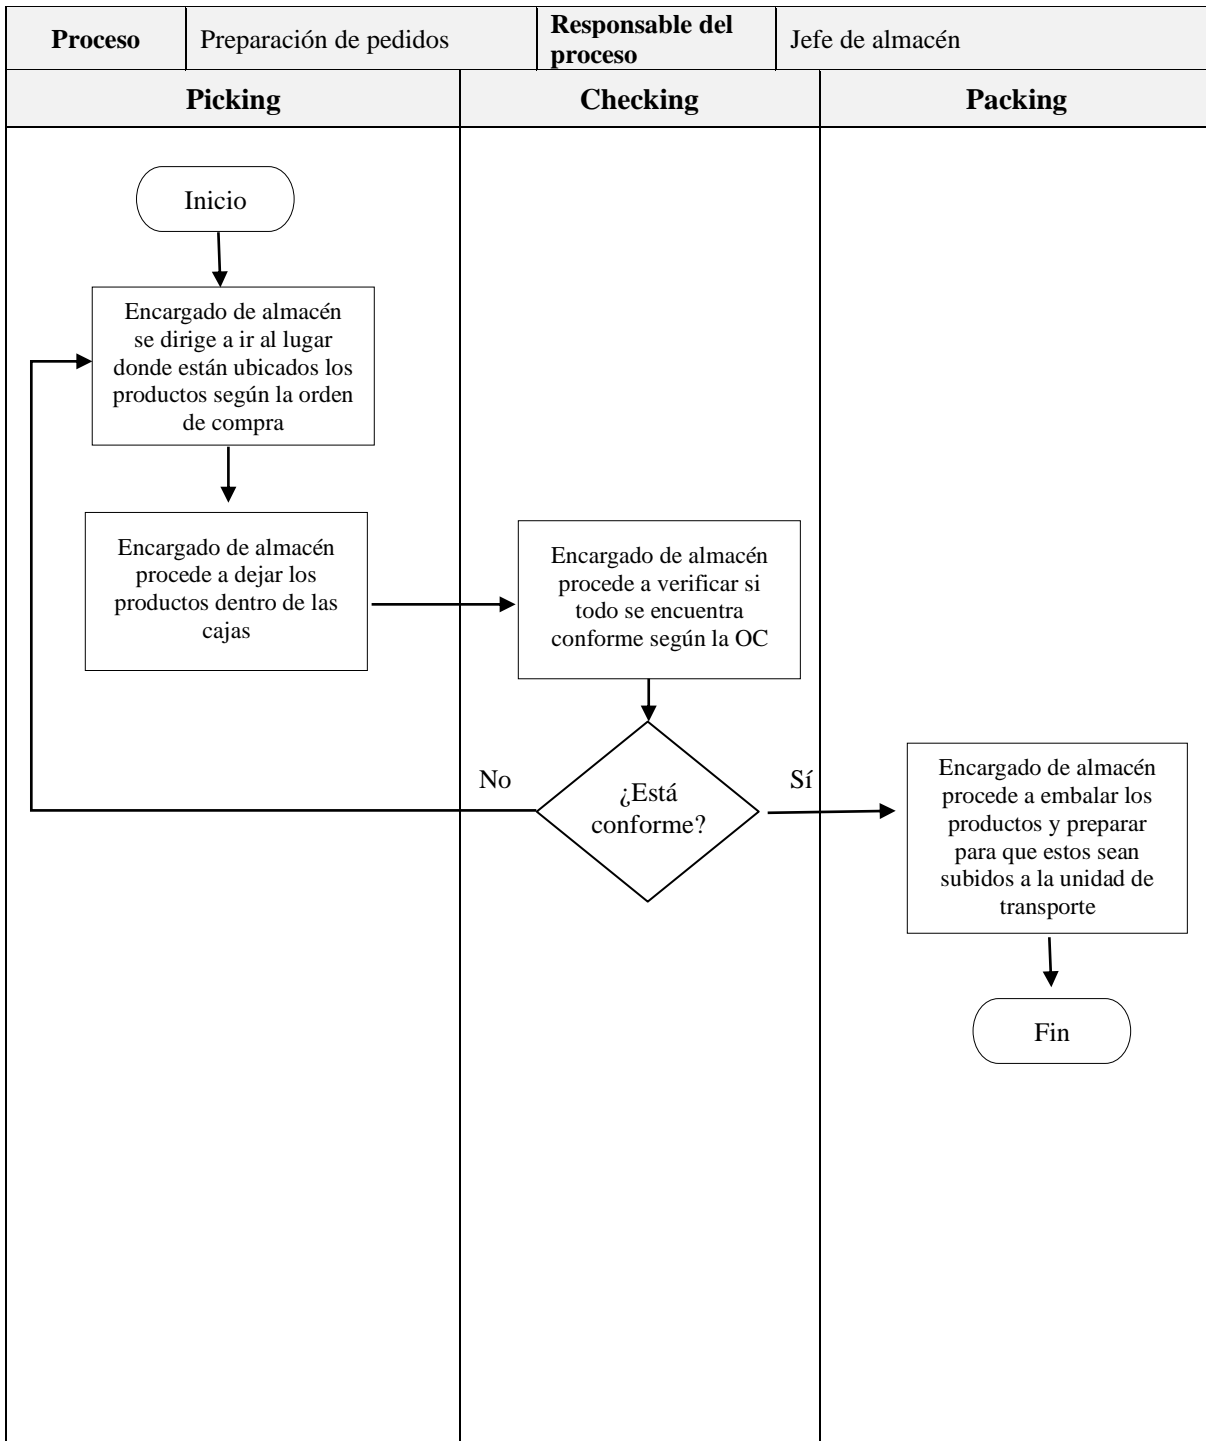 Proceso
Preparación de pedidos
Responsable del
proceso
Jefe de almacén
Picking
Checking
Packing
Inicio
Encargado de almacén
se dirige a ir al lugar
donde están ubicados los
productos según la orden
de compra
Encargado de almacén
procede a dejar los
productos dentro de las
cajas
Encargado de almacén
procede a verificar si
todo se encuentra
conforme según la OC
No
¿Está
conforme?
Sí
Encargado de almacén
procede a embalar los
productos y preparar
para que estos sean
subidos a la unidad de
transporte
Fin